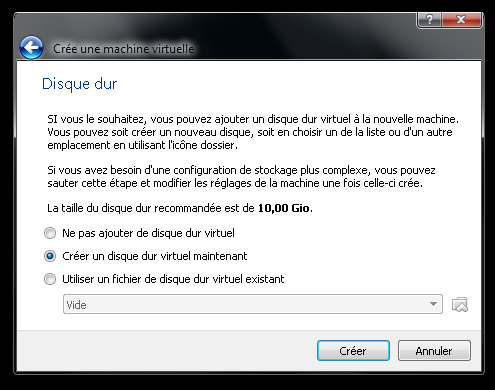 Crée une machine virtuelle
Disque dur
SI vous le souhaitez, vous pouvez ajouter un disque dur virtuel à la nouvelle machine.
Vous pouvez soit créer un nouveau disque, soit en choisir un de la liste ou d'un autre
emplacement en utilisant l'icône dossier.
Si vous avez besoin d'une configuration de stockage plus complexe, vous pouvez
sauter cette étape et modifier les réglages de la machine une fois celle-ci crée.
La taille du disque dur recommandée est de 10,00 Gio.
Ne pas ajouter de disque dur virtuel
Créer un disque dur virtuel maintenant
Utiliser un fichier de disque dur virtuel existant
Vide
Créer
Annuler